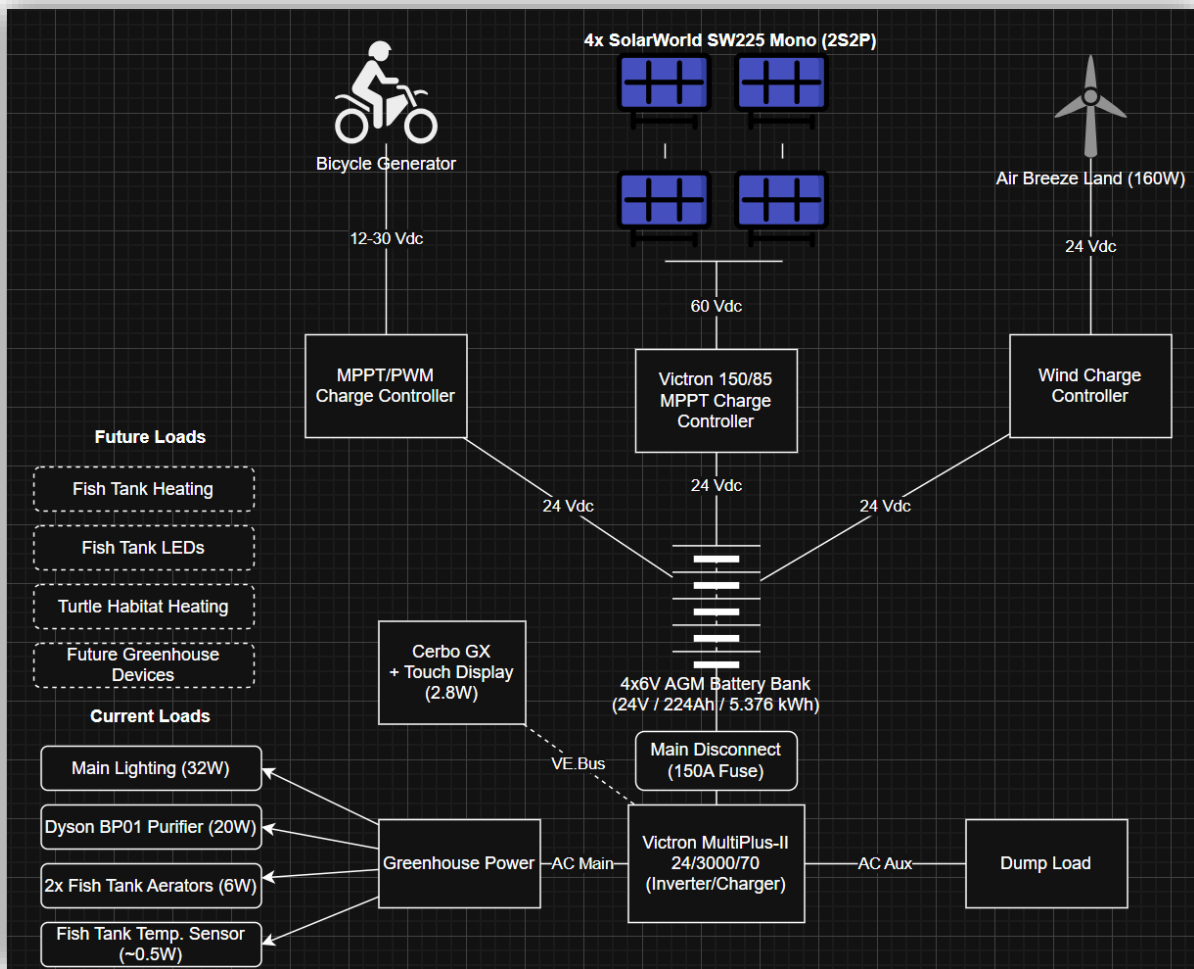 4x SolarWorld SW225 Mono (2S2P)
Bicycle Generator
Air Breeze Land (160W)
12-30 Vdc
60 Vdc
24 Vdc
MPPT/PWM
Charge Controller
Victron 150/85
MPPT Charge
Controller
Wind Charge
Controller
24 Vdc
24 Vdc
24 Vdc
Future Loads
Fish Tank Heating
Fish Tank LEDs
Turtle Habitat Heating
Future Greenhouse
Devices
Cerbo GX
+ Touch Display
(2.8W)
4x6V AGM Battery Bank
(24V / 224Ah / 5.376 kWh)
Main Disconnect
(150A Fuse)
VE.Bus
Current Loads
Main Lighting (32W)
Dyson BP01 Purifier (20W)
2x Fish Tank Aerators (6W)
Fish Tank Temp. Sensor
(~0.5W)
Greenhouse Power
AC Main
Victron MultiPlus-II
24/3000/70
(Inverter/Charger)
AC Aux
Dump Load